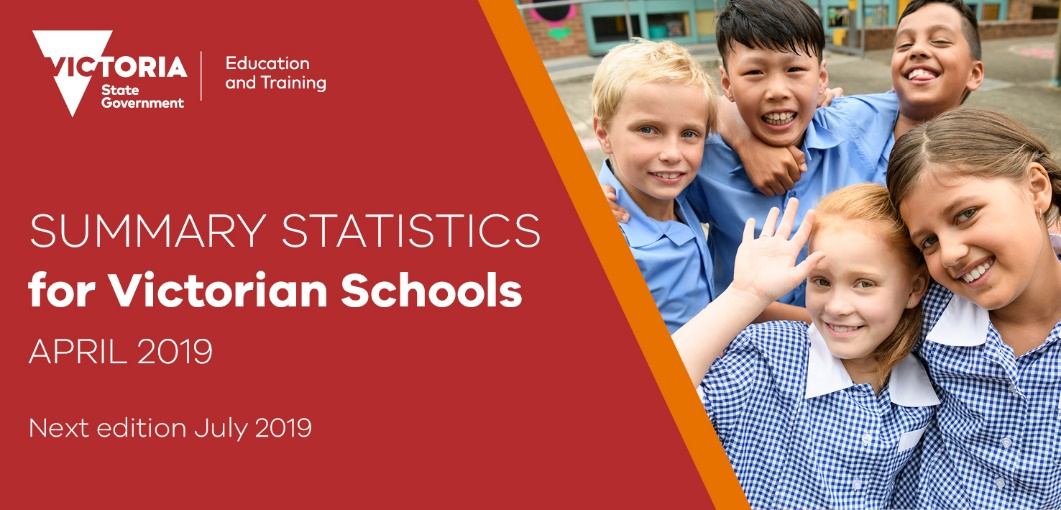 VICTORIA
State
Government
Education
and Training
SUMMARY STATISTICS
for Victorian Schools
APRIL 2019
Next edition July 2019